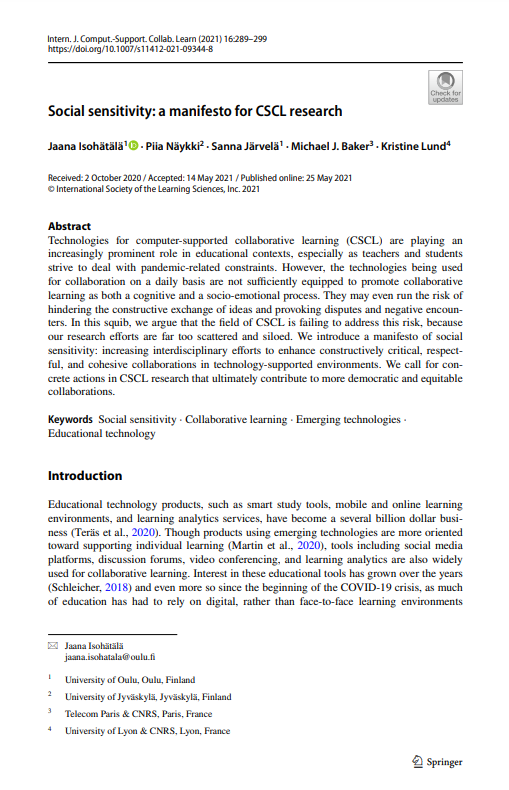 Intern. J. Comput.-Support. Collab. Learn (2021) 16:289–299
https://doi.org/10.1007/s11412-021-09344-8
Check for
updates
Social sensitivity: a manifesto for CSCL research
Jaana Isohätälä1 · Piia Näykki2 · Sanna Järvelä1 · Michael J. Baker3 · Kristine Lund4
Received: 2 October 2020 / Accepted: 14 May 2021 / Published online: 25 May 2021
© International Society of the Learning Sciences, Inc. 2021
Abstract
Technologies for computer-supported collaborative learning (CSCL) are playing an
increasingly prominent role in educational contexts, especially as teachers and students
strive to deal with pandemic-related constraints. However, the technologies being used
for collaboration on a daily basis are not sufficiently equipped to promote collaborative
learning as both a cognitive and a socio-emotional process. They may even run the risk of
hindering the constructive exchange of ideas and provoking disputes and negative encoun-
ters. In this squib, we argue that the field of CSCL is failing to address this risk, because
our research efforts are far too scattered and siloed. We introduce a manifesto of social
sensitivity: increasing interdisciplinary efforts to enhance constructively critical, respect-
ful, and cohesive collaborations in technology-supported environments. We call for con-
crete actions in CSCL research that ultimately contribute to more democratic and equitable
collaborations.
Keywords Social sensitivity · Collaborative learning · Emerging technologies ·
Educational technology
Introduction
Educational technology products, such as smart study tools, mobile and online learning
environments, and learning analytics services, have become a several billion dollar busi-
ness (Teräs et al., 2020). Though products using emerging technologies are more oriented
toward supporting individual learning (Martin et al., 2020), tools including social media
platforms, discussion forums, video conferencing, and learning analytics are also widely
used for collaborative learning. Interest in these educational tools has grown over the years
(Schleicher, 2018) and even more so since the beginning of the COVID-19 crisis, as much
of education has had to rely on digital, rather than face-to-face learning environments
Jaana Isohätälä
jaana.isohatala@oulu.fi
1 University of Oulu, Oulu, Finland
2 University of Jyväskylä, Jyväskylä, Finland
3 Telecom Paris & CNRS, Paris, France
4 University of Lyon & CNRS, Lyon, France
Springer